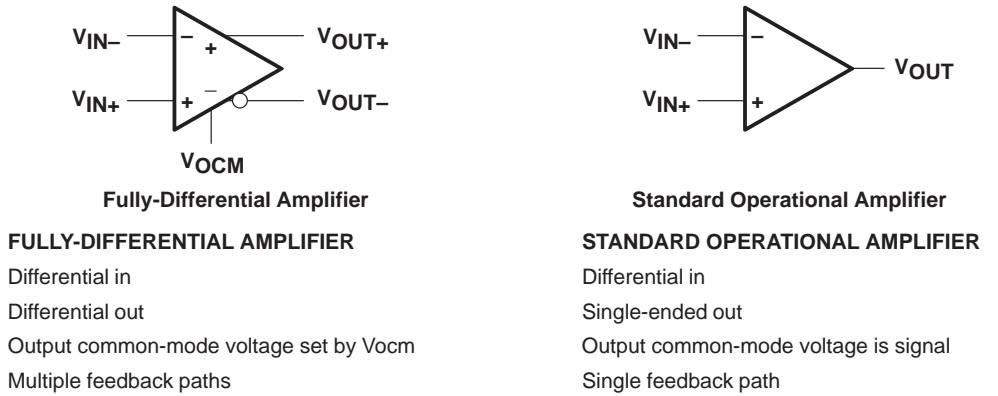 VIN–
VIN+
–
+
+
–
VOUT+
VOUT–
VOCM
Fully-Differential Amplifier
VIN–
VIN+
–
+
VOUT
Standard Operational Amplifier
FULLY-DIFFERENTIAL AMPLIFIER
Differential in
Differential out
Output common-mode voltage set by Vocm
Multiple feedback paths
STANDARD OPERATIONAL AMPLIFIER
Differential in
Single-ended out
Output common-mode voltage is signal
Single feedback path